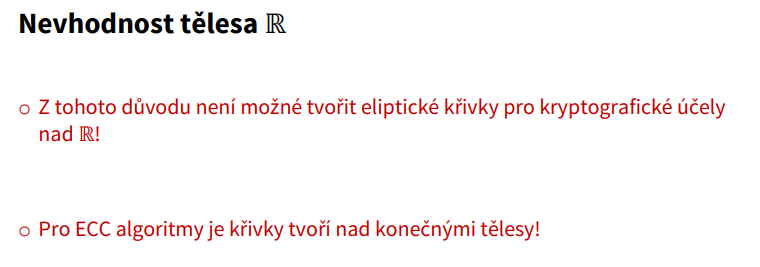 Nevhodnost tělesa ℝ
○ Z tohoto důvodu není možné tvořit eliptické křivky pro kryptografické účely
nad ℝ!
○ Pro ECC algoritmy je křivky tvoří nad konečnými tělesy!